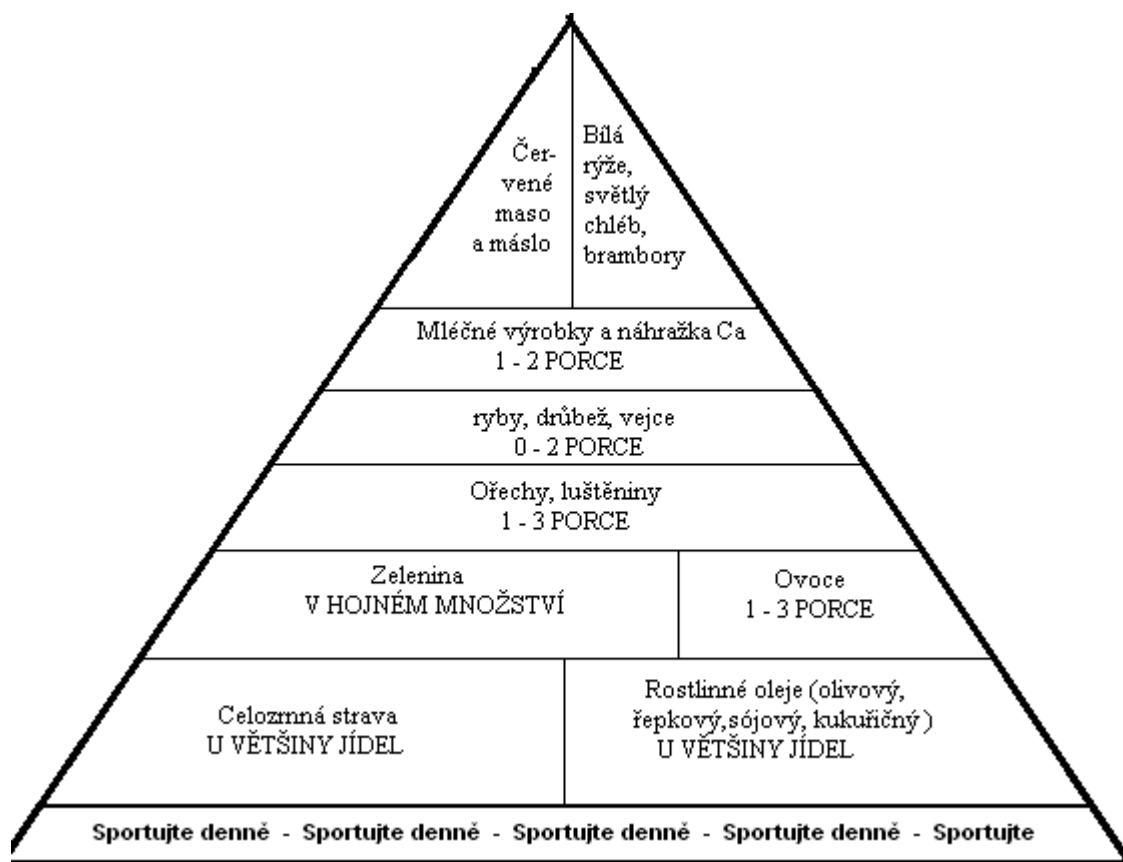 Čer-
vené
maso
a máslo
Bílá
rýže,
světlý
chléb,
brambory
Mléčné výrobky a náhražka Ca
1 - 2 PORCE
ryby, drůbež, vejce
0 - 2 PORCE
Ořechy, luštěniny
1 - 3 PORCE
Zelenina
V HOJNÉM MNOŽSTVÍ
Ovoce
1 - 3 PORCE
Celozrnná strava
U VĚTŠINY JÍDEL
Rostlinné oleje (olivový,
řepkový,sójový, kukuřičný )
U VĚTŠINY JÍDEL
Sportujte denně - Sportujte denně - Sportujte denně - Sportujte denně - Sportujte